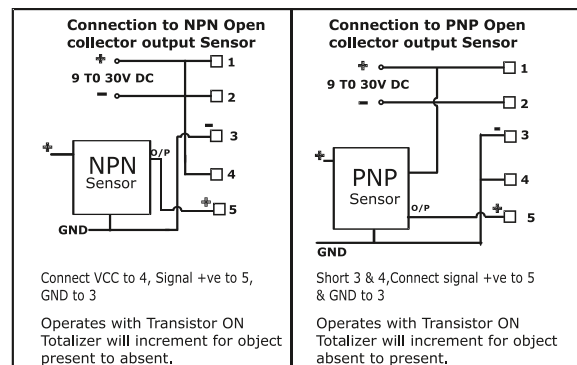 Connection to NPN Open
collector output Sensor
+
9 T0 30V DC
-
1
2
-
3
+
NPN
Sensor
O/P
4
+
5
GND
Connect VCC to 4, Signal +ve to 5,
GND to 3
Operates with Transistor ON
Totalizer will increment for object
present to absent.
Connection to PNP Open
collector output Sensor
+
9 T0 30V DC
-
1
2
-
3
+
PNP
Sensor
O/P
4
+
5
GND
Short 3 & 4,Connect signal +ve to 5
& GND to 3
Operates with Transistor ON
Totalizer will increment for object
absent to present.